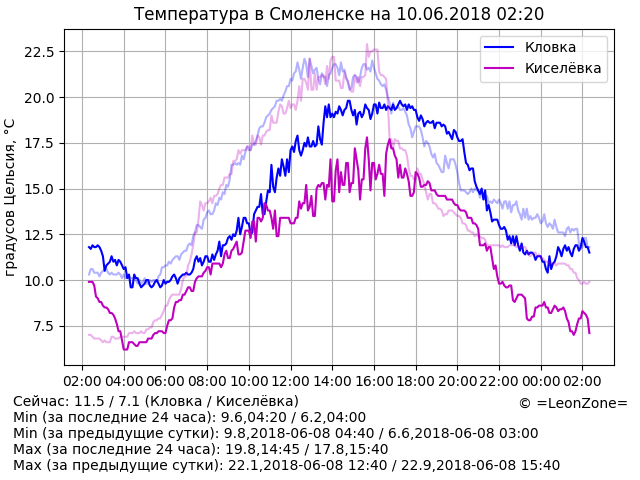 Температура в Смоленске на 10.06.2018 02:20
Кловка
Киселёвка
градусов Цельсия, °C
22.5
20.0
17.5
15.0
12.5
10.0
7.5
02:00 04:00 06:00 08:00 10:00 12:00 14:00 16:00 18:00 20:00 22:00 00:00 02:00
Сейчас: 11.5 / 7.1 (Кловка / Киселёвка)
© =LeonZone=
Min (за последние 24 часа): 9.6,04:20 / 6.2,04:00
Min (за предыдущие сутки): 9.8,2018-06-08 04:40 / 6.6,2018-06-08 03:00
Max (за последние 24 часа): 19.8,14:45 / 17.8,15:40
Max (за предыдущие сутки): 22.1,2018-06-08 12:40 / 22.9,2018-06-08 15:40